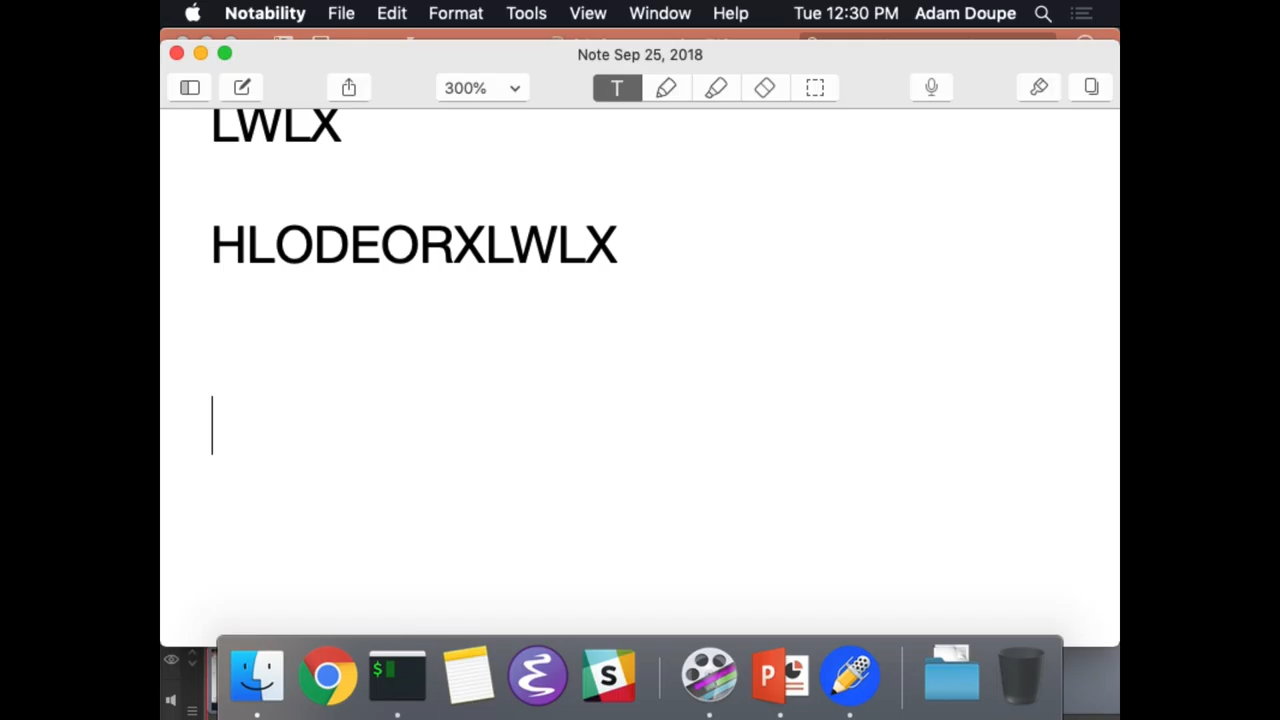 Notability File Edit Format Tools View Window Help Tue 12:30 PM Adam Doupe
Note Sep 25, 2018
300% T
LWLX
HLODEORXLWLX
$ S P